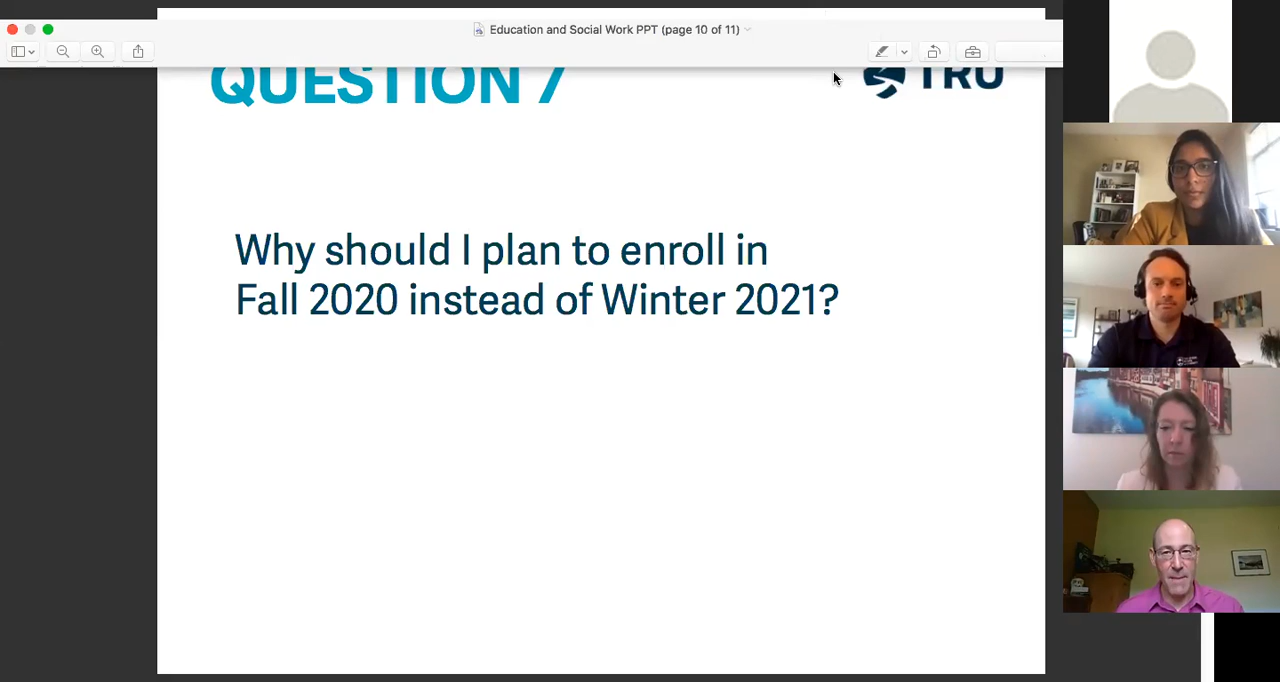 Education and Social Work PPT (page 10 of 11)
QUESTION 7
TRU
Why should I plan to enroll in
Fall 2020 instead of Winter 2021?